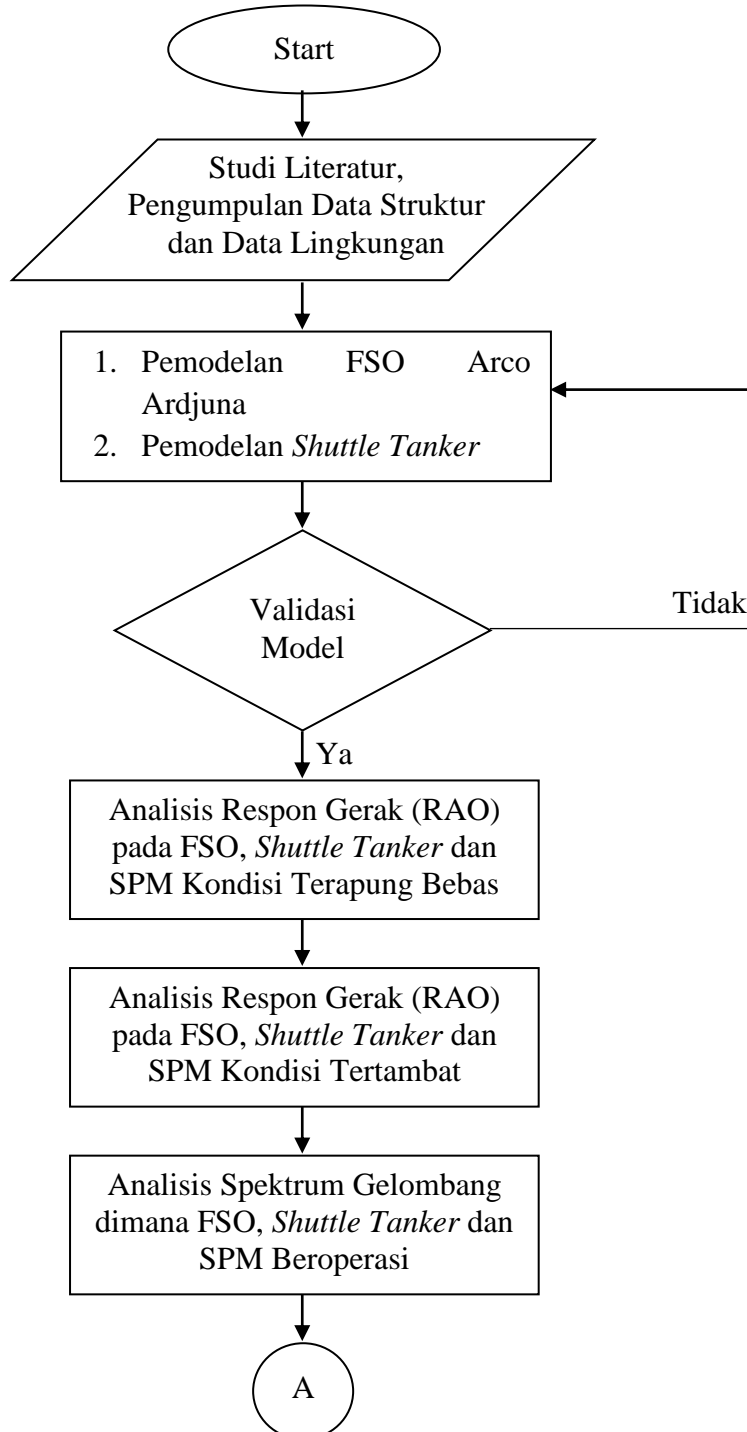 Start
Studi Literatur,
Pengumpulan Data Struktur
dan Data Lingkungan
1. Pemodelan FSO Arco
Ardjuna
2. Pemodelan Shuttle Tanker
Validasi
Model
Tidak
Ya
Analisis Respon Gerak (RAO)
pada FSO, Shuttle Tanker dan
SPM Kondisi Terapung Bebas
Analisis Respon Gerak (RAO)
pada FSO, Shuttle Tanker dan
SPM Kondisi Tertambat
Analisis Spektrum Gelombang
dimana FSO, Shuttle Tanker dan
SPM Beroperasi
A